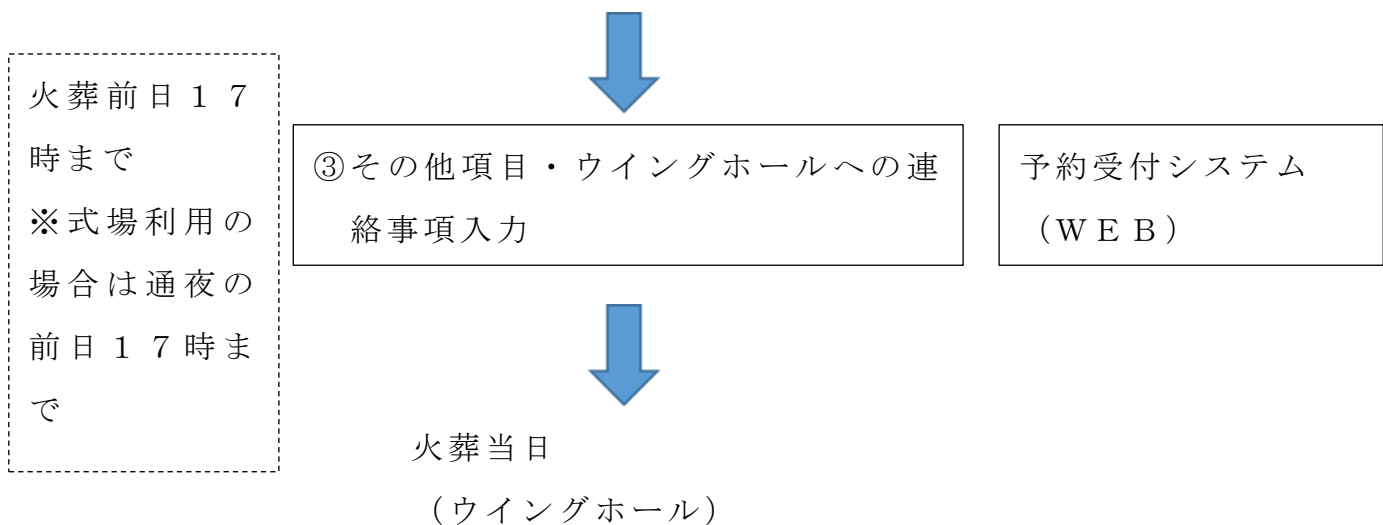 火葬前日１７
時まで
※式場利用の
場合は通夜の
前日１７時ま
で
③その他項目・ウイングホールへの連
絡事項入力
予約受付システム
（ＷＥＢ）
火葬当日
（ウイングホール）